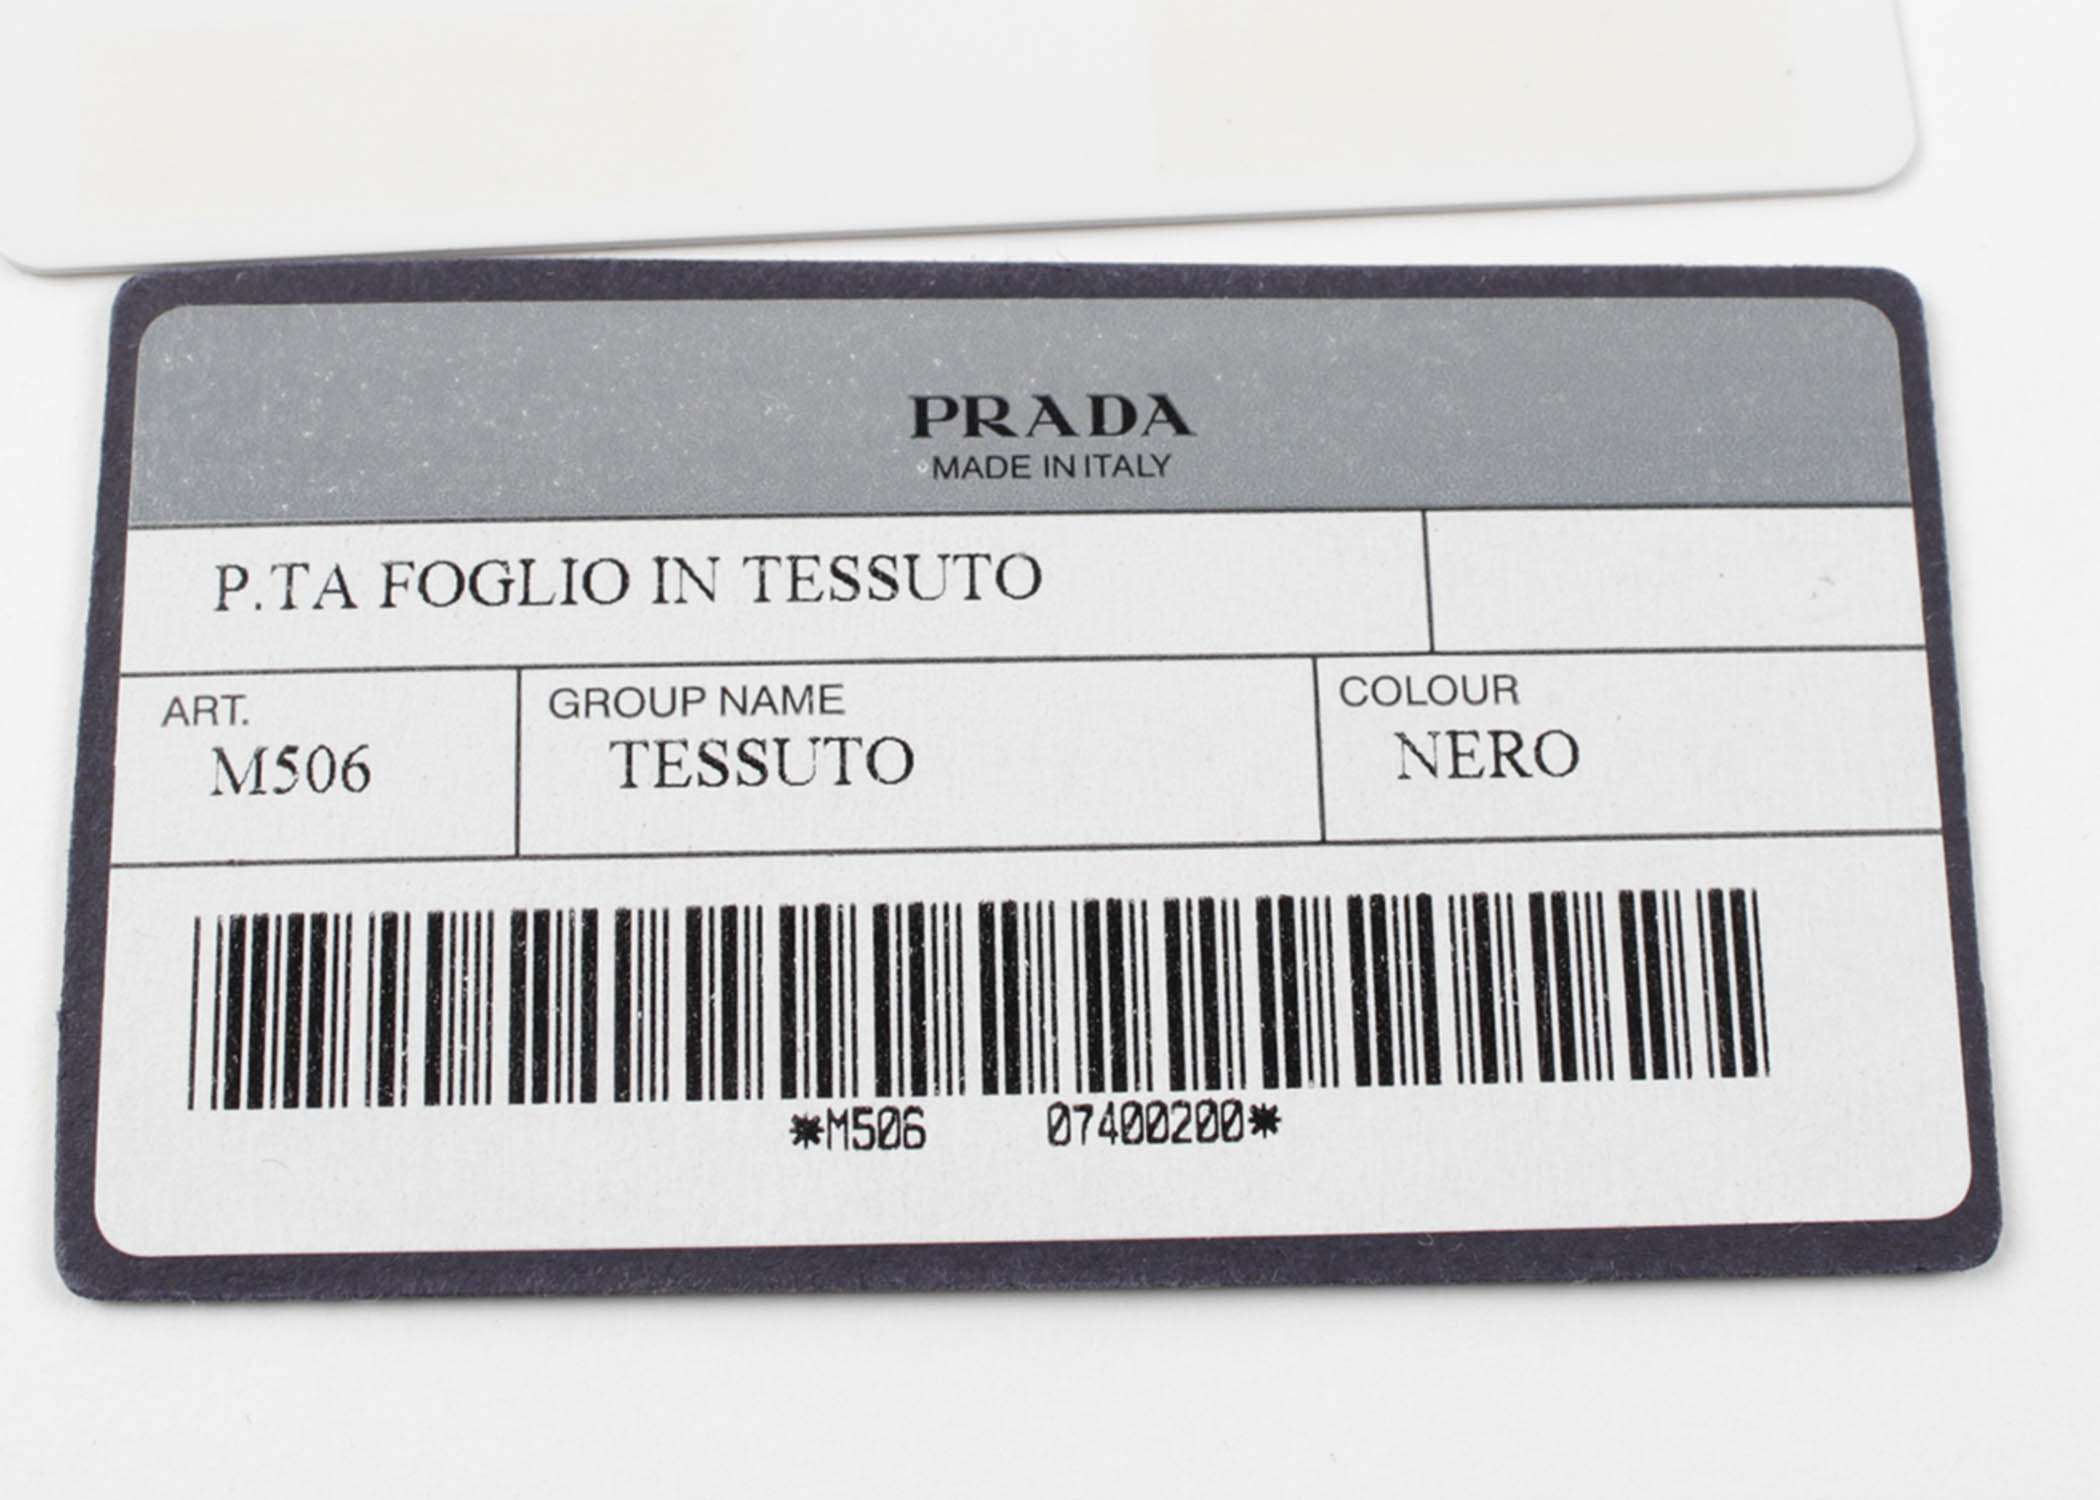 PRADA
MADE IN ITALY
P.TA FOGLIO IN TESSUTO
ART. GROUP NAME COLOUR
M506 TESSUTO NERO
*M506 07400200*